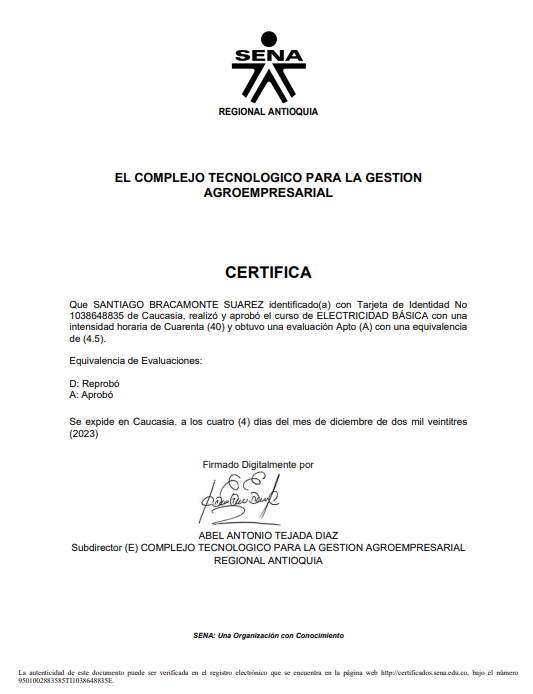 SENA
REGIONAL ANTIOQUIA
EL COMPLEJO TECNOLOGICO PARA LA GESTION
AGROEMPRESARIAL
CERTIFICA
Que SANTIAGO BRACAMONTE SUAREZ identificado(a) con Tarjeta de Identidad No
1038648835 de Caucasia, realizó y aprobó el curso de ELECTRICIDAD BÁSICA con una
intensidad horaria de Cuarenta (40) y obtuvo una evaluación Apto (A) con una equivalencia
de (4.5).
Equivalencia de Evaluaciones:
D: Reprobó
A: Aprobó
Se expide en Caucasia. a los cuatro (4) dias del mes de diciembre de dos mil veintitres
(2023)
Firmado Digitalmente por
ABEL ANTONIO TEJADA DIAZ
Subdirector (E) COMPLEJO TECNOLOGICO PARA LA GESTION AGROEMPRESARIAL
REGIONAL ANTIOQUIA
SENA: Una Organización con Conocimiento
La autenticidad de este documento puede ser verificada en el registro electrónico que se encuentra en la página web http://certificados.sena.edu.co, bajo el número
9501002883585TI1038648835E.